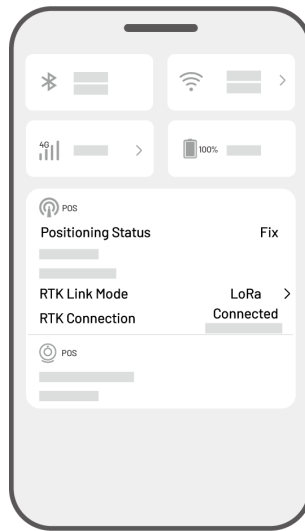 4G
100%
POS
Positioning Status Fix
RTK Link Mode LoRa >
RTK Connection Connected
POS